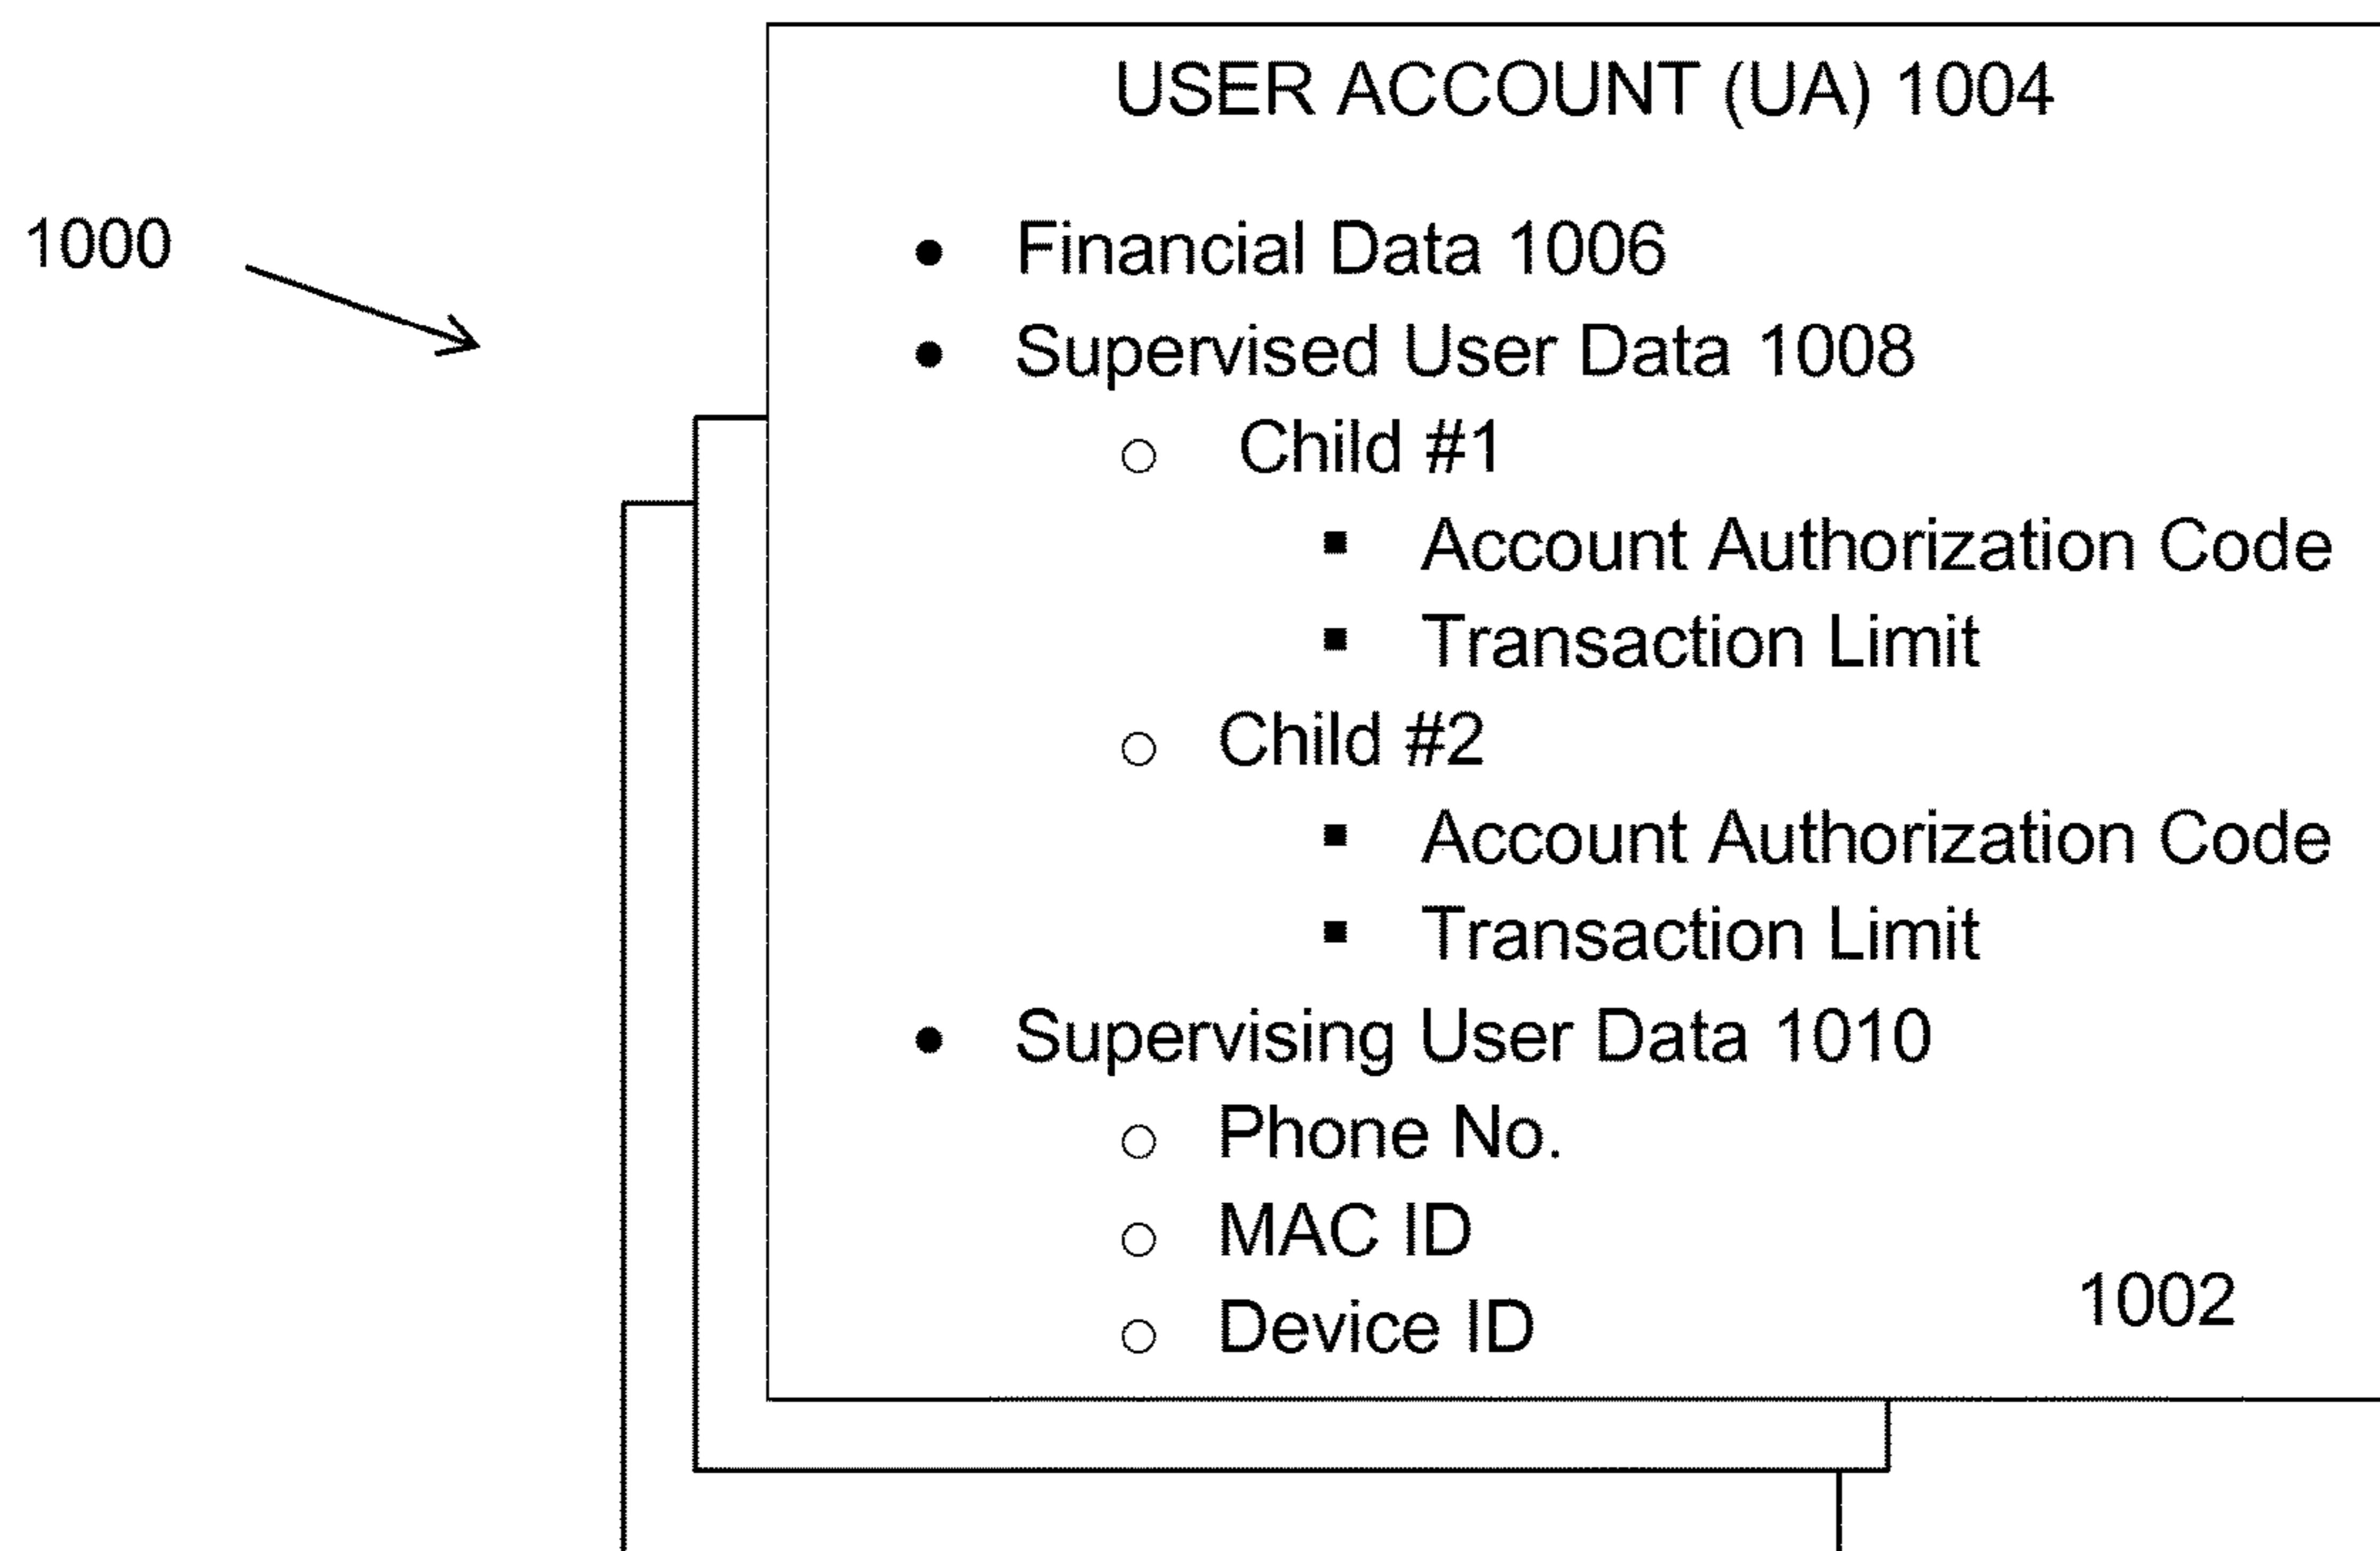 USER ACCOUNT (UA) 1004
1000
• Financial Data 1006
• Supervised User Data 1008
○ Child #1
▪ Account Authorization Code
▪ Transaction Limit
○ Child #2
▪ Account Authorization Code
▪ Transaction Limit
• Supervising User Data 1010
○ Phone No.
○ MAC ID
○ Device ID
1002